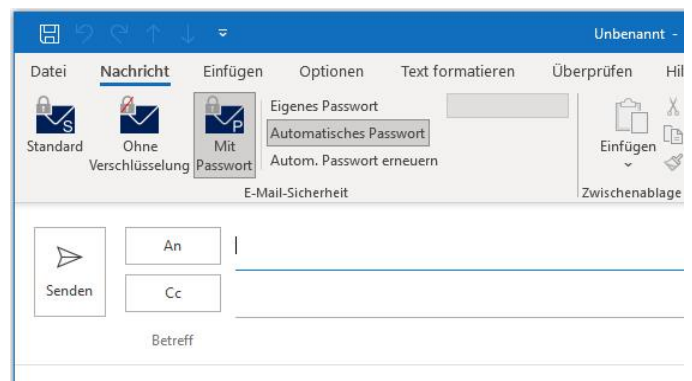 Unbenannt -
Datei Nachricht Einfügen Optionen Text formatieren Überprüfen Hil
S P
Standard Ohne Verschlüsselung Mit Passwort
Eigenes Passwort
Automatisches Passwort
Autom. Passwort erneuern
Einfügen
E-Mail-Sicherheit Zwischenablage
An
Senden
Cc
Betreff